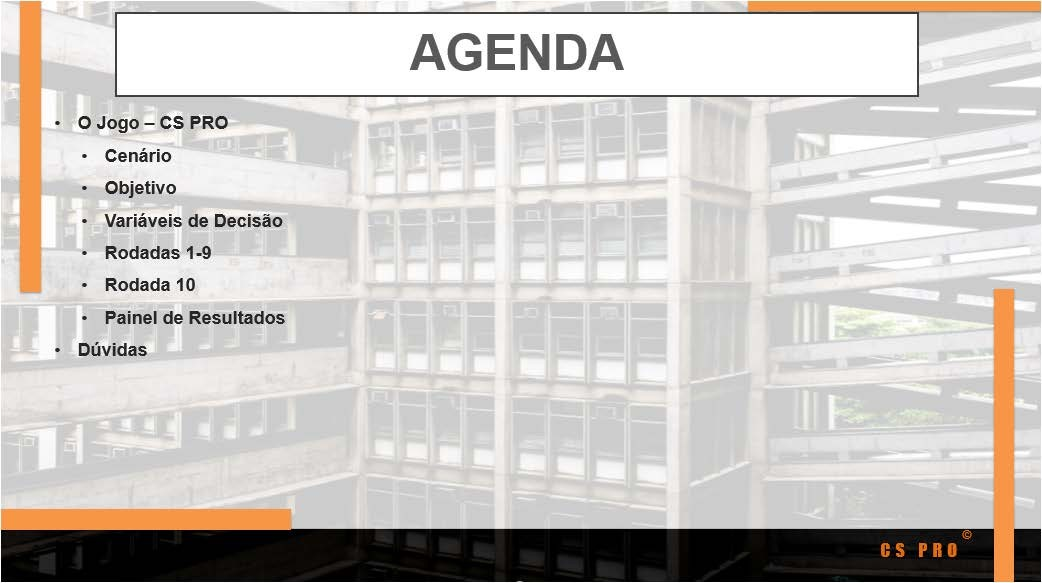 AGENDA
• O Jogo – CS PRO
• Cenário
• Objetivo
• Variáveis de Decisão
• Rodadas 1-9
• Rodada 10
• Painel de Resultados
• Dúvidas
CS PRO ©